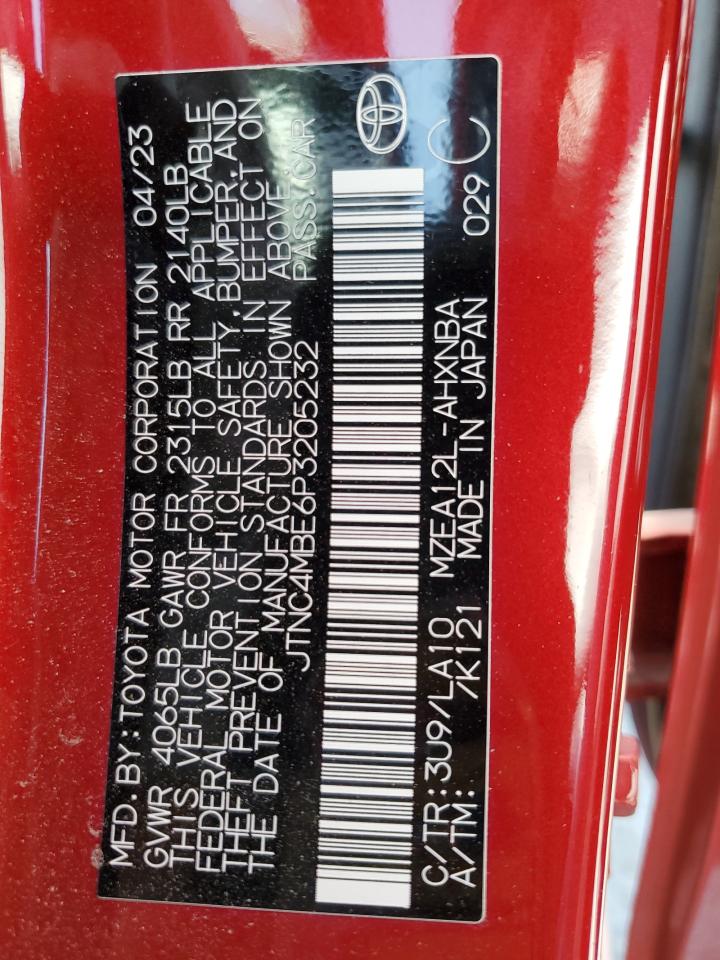 MFD. BY: TOYOTA MOTOR CORPORATION 04/23
GVWR 4065LB GAWR FR 2315LB RR 2140LB
THIS VEHICLE CONFORMS TO ALL APPLICABLE
FEDERAL MOTOR VEHICLE SAFETY, BUMPER, AND
THEFT PREVENTION STANDARDS IN EFFECT ON
THE DATE OF MANUFACTURE SHOWN ABOVE.
JTNC4MBE6P3205232 PASS. CAR
C/TR: 3U9/LA10 MZEA12L-AHXNBA 029 C
A/TM: /K121 MADE IN JAPAN